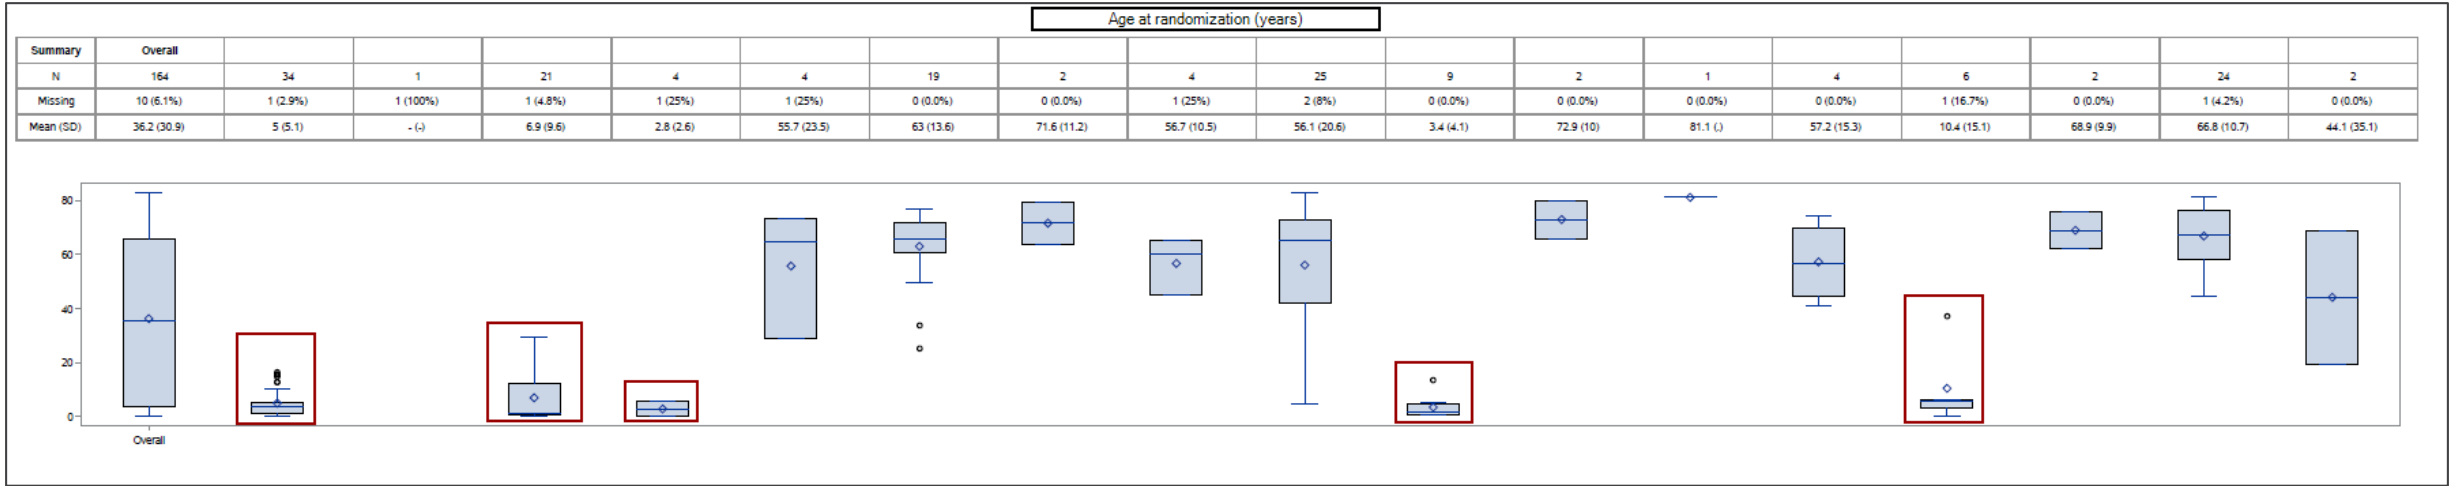 Age at randomization (years)
Summary Overall
N 164 34 1 21 4 4 19 2 4 25 9 2 1 4 6 2 24 2
Missing 10 (6.1%) 1 (2.9%) 1 (100%) 1 (4.8%) 1 (25%) 1 (25%) 0 (0.0%) 0 (0.0%) 1 (25%) 2 (8%) 0 (0.0%) 0 (0.0%) 0 (0.0%) 0 (0.0%) 1 (16.7%) 0 (0.0%) 1 (4.2%) 0 (0.0%)
Mean (SD) 36.2 (30.9) 5 (5.1) - (-) 6.9 (9.6) 2.8 (2.6) 55.7 (23.5) 63 (13.6) 71.6 (11.2) 56.7 (10.5) 56.1 (20.6) 3.4 (4.1) 72.9 (10) 81.1 (.) 57.2 (15.3) 10.4 (15.1) 68.9 (9.9) 66.8 (10.7) 44.1 (35.1)
80
60
40
20
0
Overall